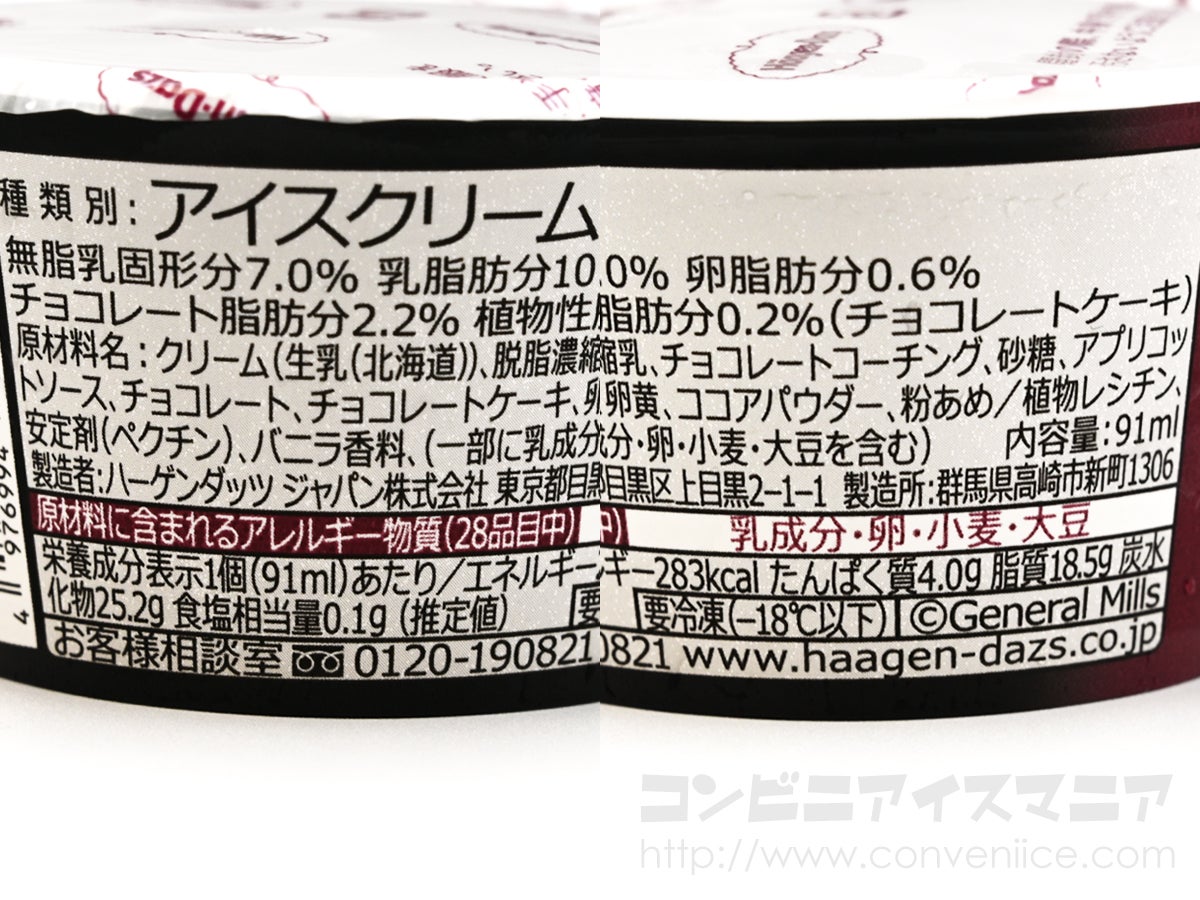 種類別:アイスクリーム
無脂乳固形分7.0% 乳脂肪分10.0% 卵脂肪分0.6%
チョコレート脂肪分2.2% 植物性脂肪分0.2%(チョコレートケーキ)
原材料名:クリーム(生乳(北海道))、脱脂濃縮乳、チョコレートコーチング、砂糖、アプリコッ
トソース、チョコレート、チョコレートケーキ、卵黄、ココアパウダー、粉あめ/植物レシチン、
安定剤(ペクチン)、バニラ香料、(一部に乳成分・卵・小麦・大豆を含む) 内容量:91ml
製造者:ハーゲンダッツ ジャパン株式会社 東京都目黒区上目黒2-1-1 製造所:群馬県高崎市新町1306
原材料に含まれるアレルギー物質(28品目中) 乳成分・卵・小麦・大豆
栄養成分表示1個(91ml)あたり/エネルギー283kcal たんぱく質4.0g 脂質18.5g 炭水
化物25.2g 食塩相当量0.1g (推定値) 要冷凍(-18℃以下) ©General Mills
お客様相談室 0120-190821 www.haagen-dazs.co.jp
コンビニアイスマニア
http://www.conveniice.com